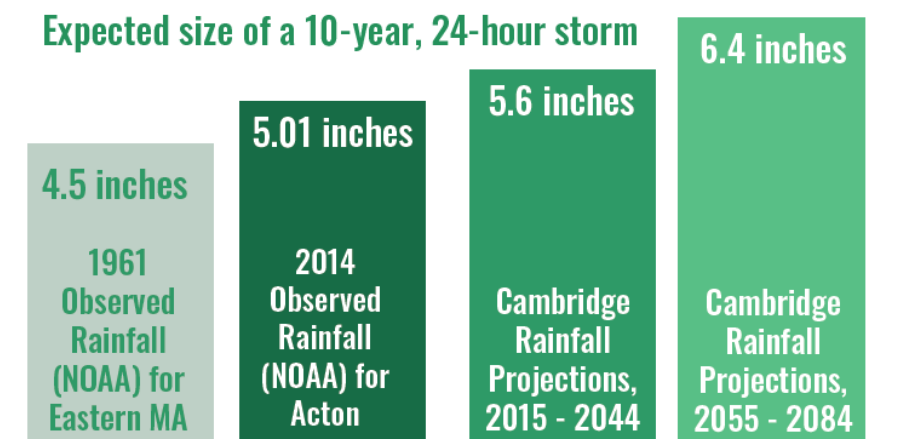 Expected size of a 10-year, 24-hour storm
4.5 inches
1961
Observed
Rainfall
(NOAA) for
Eastern MA
5.01 inches
2014
Observed
Rainfall
(NOAA) for
Acton
5.6 inches
Cambridge
Rainfall
Projections,
2015 - 2044
6.4 inches
Cambridge
Rainfall
Projections,
2055 - 2084